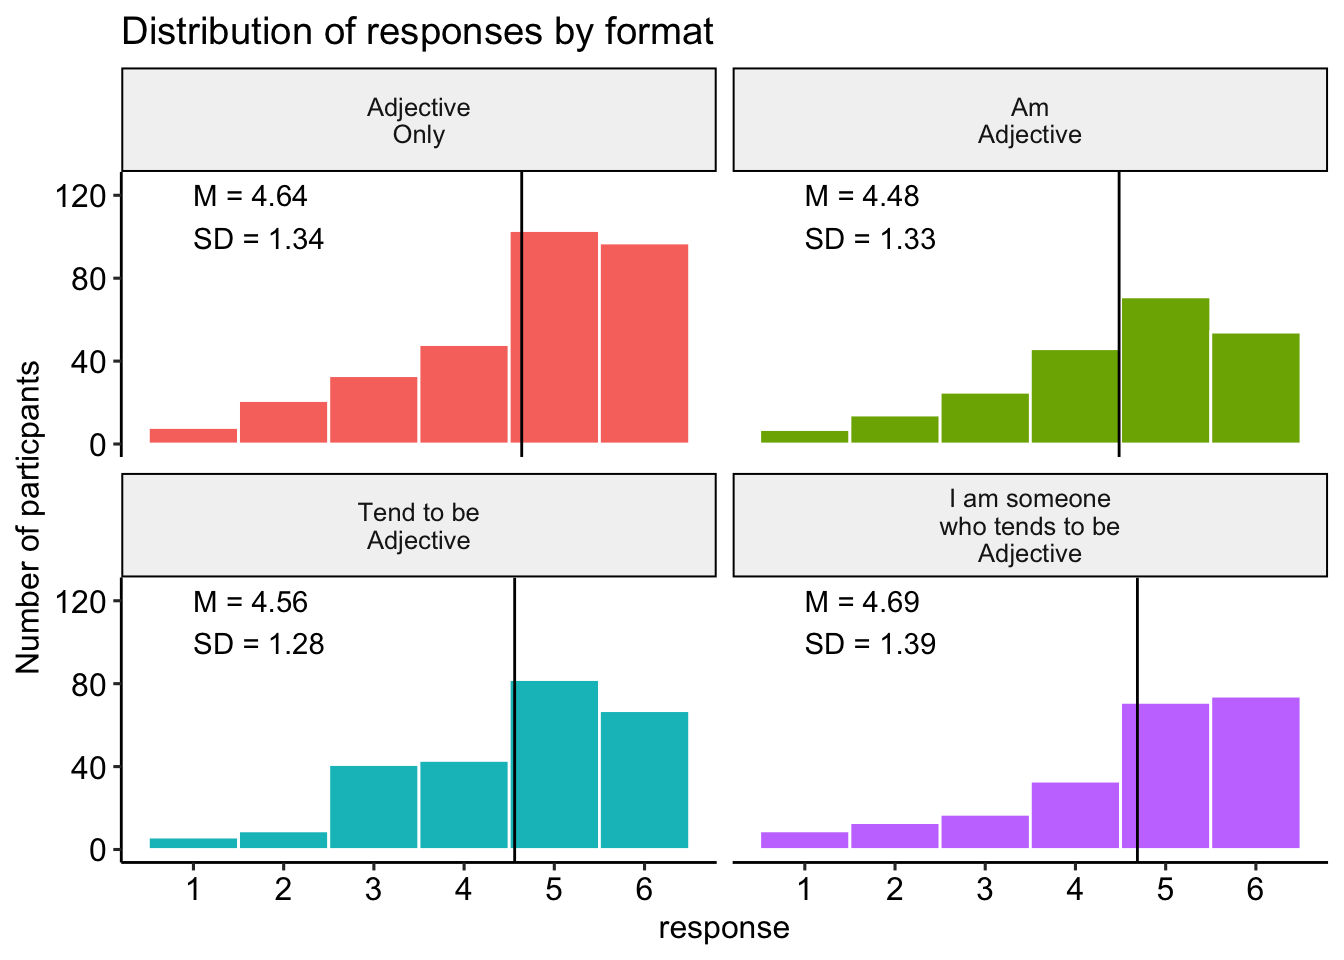 Distribution of responses by format
Adjective
Only
Am
Adjective
M = 4.64
SD = 1.34
M = 4.48
SD = 1.33
120
80
40
0
Number of particpants
Tend to be
Adjective
I am someone
who tends to be
Adjective
M = 4.56
SD = 1.28
M = 4.69
SD = 1.39
120
80
40
0
1 2 3 4 5 6
1 2 3 4 5 6
response